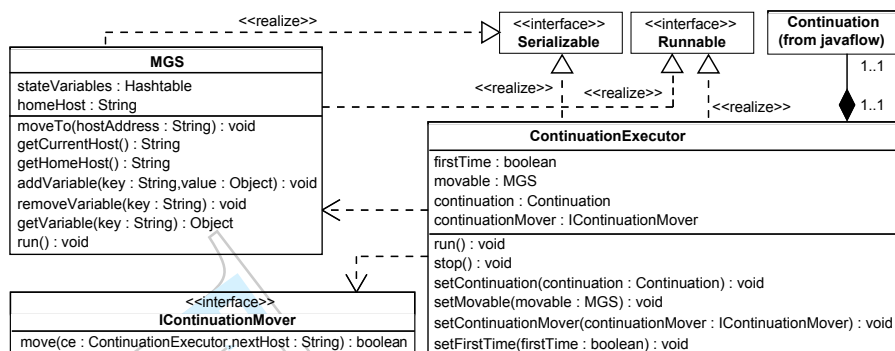 <<realize>>
<<interface>>
Serializable
<<interface>>
Runnable
Continuation
(from javaflow)
MGS
stateVariables : Hashtable
homeHost : String
moveTo(hostAddress : String) : void
getCurrentHost() : String
getHomeHost() : String
addVariable(key : String,value : Object) : void
removeVariable(key : String) : void
getVariable(key : String) : Object
run() : void
<<realize>>
<<realize>>
1..1
1..1
ContinuationExecutor
firstTime : boolean
movable : MGS
continuation : Continuation
continuationMover : IContinuationMover
run() : void
stop() : void
setContinuation(continuation : Continuation) : void
setMovable(movable : MGS) : void
setContinuationMover(continuationMover : IContinuationMover) : void
setFirstTime(firstTime : boolean) : void
<<interface>>
IContinuationMover
move(ce : ContinuationExecutor,nextHost : String) : boolean